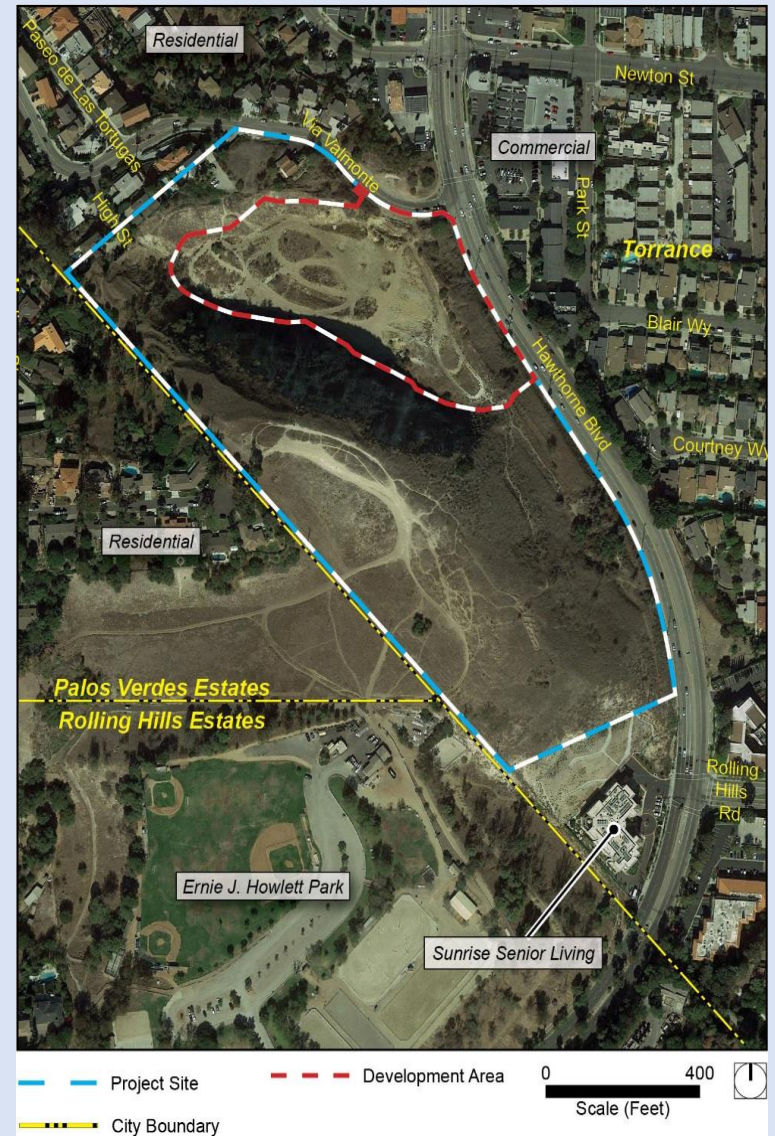 Residential
Paseo de Las Tortugas
Newton St
Via Valmonte
Commercial
Park St
High St
Torrance
Blair Wy
Hawthorne Blvd
Courtney Wy
Residential
Palos Verdes Estates
Rolling Hills Estates
Rolling
Hills
Rd
Ernie J. Howlett Park
Sunrise Senior Living
Project Site
Development Area
0
400
Scale (Feet)
City Boundary